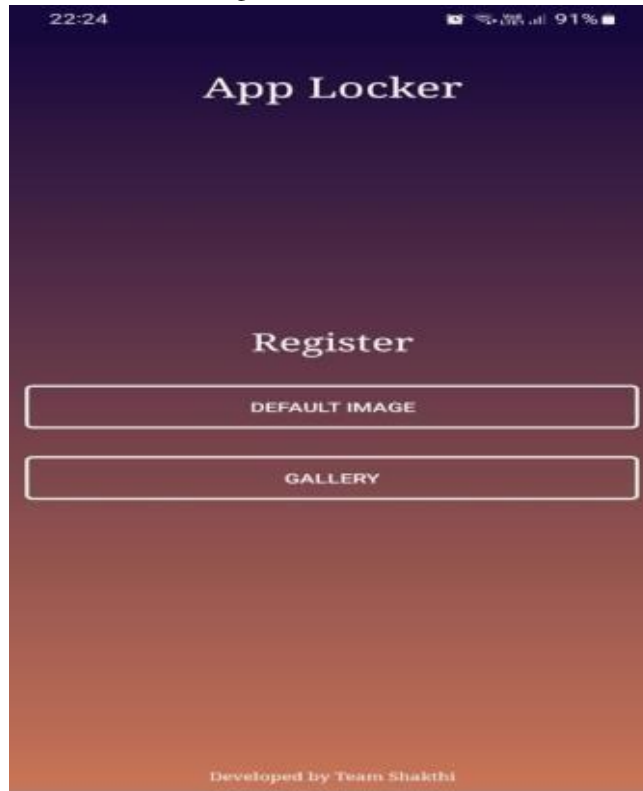 22:24 91%
App Locker
Register
DEFAULT IMAGE
GALLERY
Developed by Team Shakthi